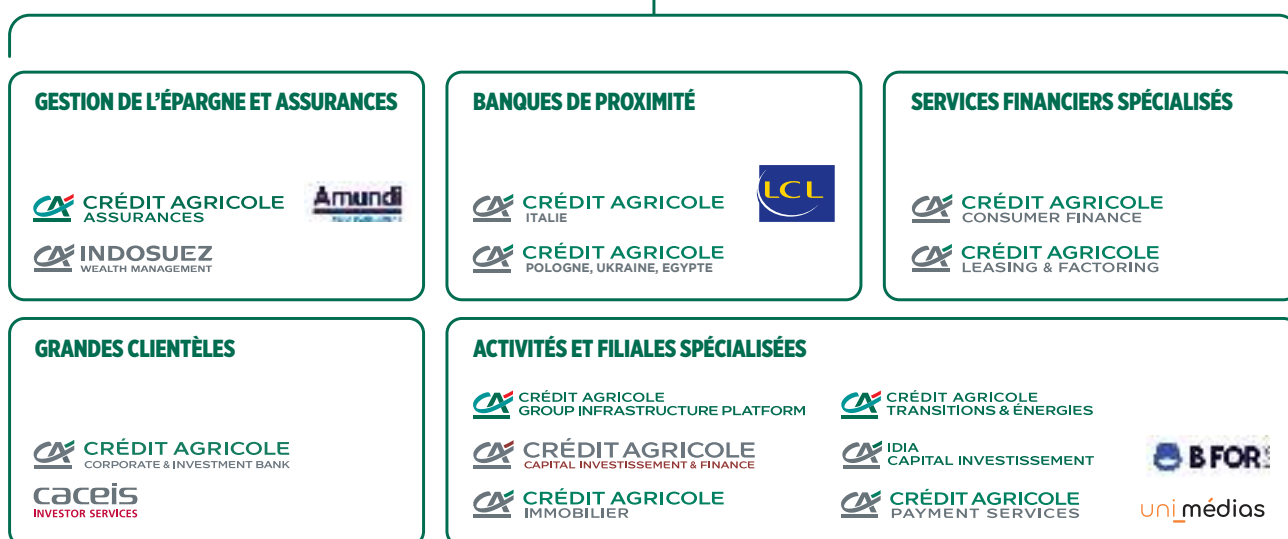 GESTION DE L'ÉPARGNE ET ASSURANCES
CRÉDIT AGRICOLE
ASSURANCES
Amundi
INDOSUEZ
WEALTH MANAGEMENT
BANQUES DE PROXIMITÉ
CRÉDIT AGRICOLE
ITALIE
LCL
CRÉDIT AGRICOLE
POLOGNE, UKRAINE, EGYPTE
SERVICES FINANCIERS SPÉCIALISÉS
CRÉDIT AGRICOLE
CONSUMER FINANCE
CRÉDIT AGRICOLE
LEASING & FACTORING
GRANDES CLIENTÈLES
CRÉDIT AGRICOLE
CORPORATE & INVESTMENT BANK
caceis
INVESTOR SERVICES
ACTIVITÉS ET FILIALES SPÉCIALISÉES
CRÉDIT AGRICOLE
GROUP INFRASTRUCTURE PLATFORM
CRÉDIT AGRICOLE
TRANSITIONS & ÉNERGIES
CRÉDIT AGRICOLE
CAPITAL INVESTISSEMENT & FINANCE
IDIA
CAPITAL INVESTISSEMENT
B FOR
CRÉDIT AGRICOLE
IMMOBILIER
CRÉDIT AGRICOLE
PAYMENT SERVICES
uni_médias